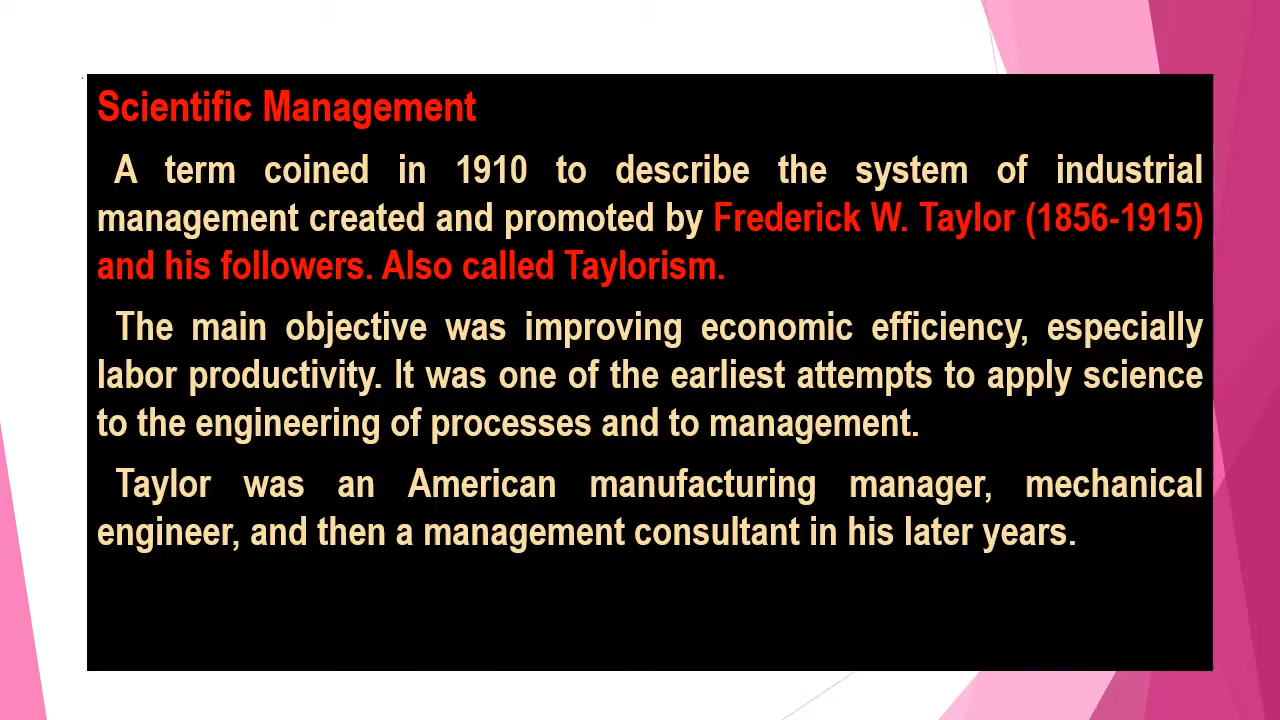 Scientific Management
A term coined in 1910 to describe the system of industrial
management created and promoted by Frederick W. Taylor (1856-1915)
and his followers. Also called Taylorism.
The main objective was improving economic efficiency, especially
labor productivity. It was one of the earliest attempts to apply science
to the engineering of processes and to management.
Taylor was an American manufacturing manager, mechanical
engineer, and then a management consultant in his later years.